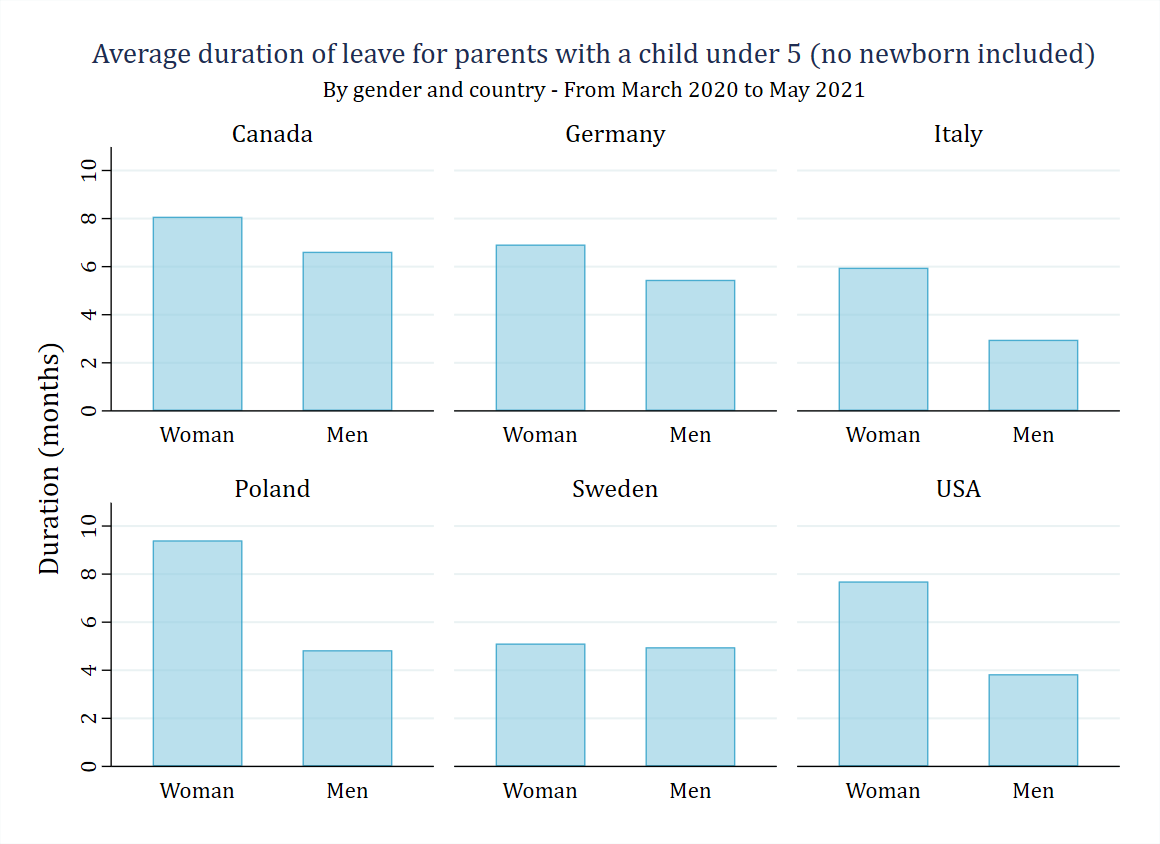 Average duration of leave for parents with a child under 5 (no newborn included)
By gender and country - From March 2020 to May 2021
Duration (months)
Canada
Germany
Italy
10
8
6
4
2
0
Woman
Men
Woman
Men
Woman
Men
Poland
Sweden
USA
10
8
6
4
2
0
Woman
Men
Woman
Men
Woman
Men